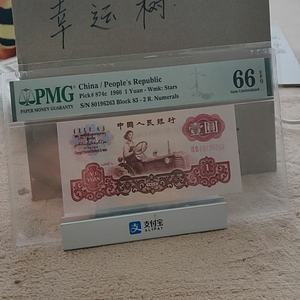 幸运树
PMG
PAPER MONEY GUARANTY
China / People's Republic
Pick# 874c 1960 1 Yuan - Wmk: Stars
S/N 80196263 Block 83 - 2 R. Numerals
66 EPQ
Gem Uncirculated
中国人民银行
壹圆
支付宝
ALIPAY